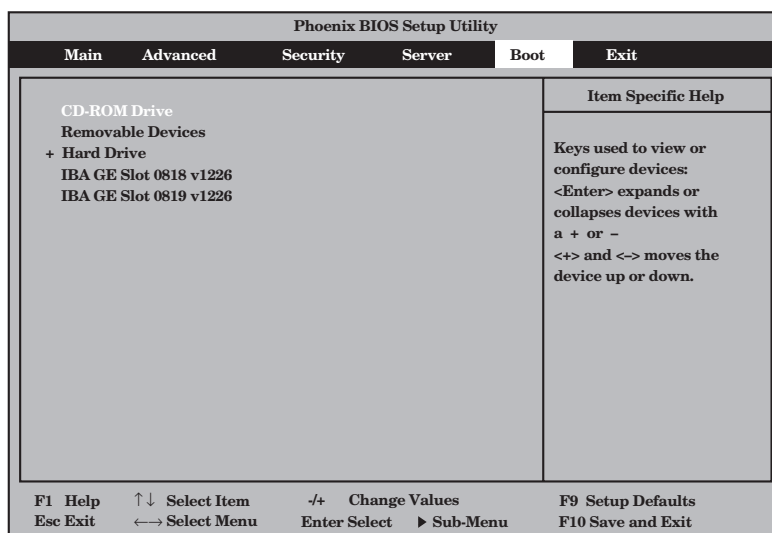 Phoenix BIOS Setup Utility
Main Advanced Security Server Boot Exit
CD-ROM Drive
Removable Devices
+ Hard Drive
IBA GE Slot 0818 v1226
IBA GE Slot 0819 v1226
Item Specific Help
Keys used to view or
configure devices:
<Enter> expands or
collapses devices with
a + or –
<+> and <–> moves the
device up or down.
F1 Help ↑↓ Select Item -/+ Change Values F9 Setup Defaults
Esc Exit ←→ Select Menu Enter Select ▶ Sub-Menu F10 Save and Exit